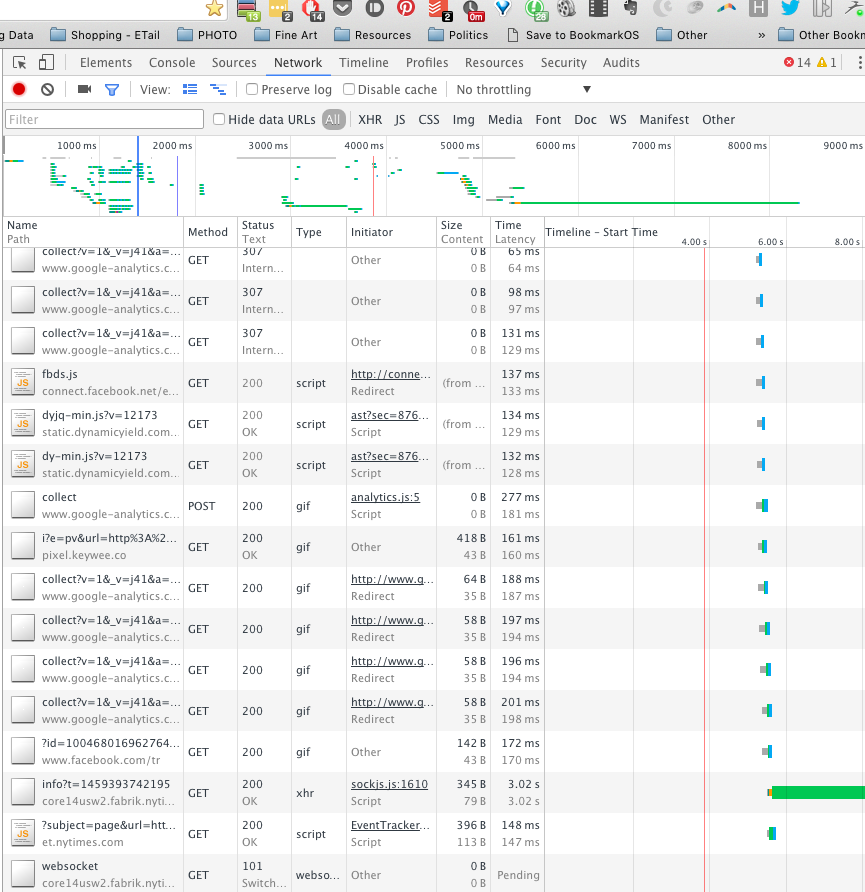 13 2 14 2 0m 28
g Data Shopping - ETail PHOTO Fine Art Resources Politics Save to BookmarkOS Other » Other Bookm
Elements Console Sources Network Timeline Profiles Resources Security Audits 14 1
View: Preserve log Disable cache No throttling
Filter Hide data URLs All XHR JS CSS Img Media Font Doc WS Manifest Other
1000 ms 2000 ms 3000 ms 4000 ms 5000 ms 6000 ms 7000 ms 8000 ms 9000 ms
Name Method Status Type Initiator Size Time Timeline – Start Time
Path Text Content Latency 4.00 s 6.00 s 8.00 s
collect?v=1&_v=j41&a=... GET 307 Other 0 B 65 ms
www.google-analytics.c... Intern... 0 B 64 ms
collect?v=1&_v=j41&a=... GET 307 Other 0 B 98 ms
www.google-analytics.c... Intern... 0 B 97 ms
collect?v=1&_v=j41&a=... GET 307 Other 0 B 131 ms
www.google-analytics.c... Intern... 0 B 129 ms
fbds.js GET 200 script http://conne... (from ... 137 ms
connect.facebook.net/e... Redirect 133 ms
dyjq-min.js?v=12173 GET 200 script ast?sec=876... (from ... 134 ms
static.dynamicyield.com... OK Script 129 ms
dy-min.js?v=12173 GET 200 script ast?sec=876... (from ... 132 ms
static.dynamicyield.com... OK Script 128 ms
collect POST 200 gif analytics.js:5 0 B 277 ms
www.google-analytics.c... Script 0 B 181 ms
i?e=pv&url=http%3A%2... GET 200 gif Other 418 B 161 ms
pixel.keywee.co OK 43 B 160 ms
collect?v=1&_v=j41&a=... GET 200 gif http://www.g... 64 B 188 ms
www.google-analytics.c... Redirect 35 B 187 ms
collect?v=1&_v=j41&a=... GET 200 gif http://www.g... 58 B 197 ms
www.google-analytics.c... Redirect 35 B 194 ms
collect?v=1&_v=j41&a=... GET 200 gif http://www.g... 58 B 196 ms
www.google-analytics.c... Redirect 35 B 194 ms
collect?v=1&_v=j41&a=... GET 200 gif http://www.g... 58 B 201 ms
www.google-analytics.c... Redirect 35 B 198 ms
?id=100468016962764... GET 200 gif Other 142 B 172 ms
www.facebook.com/tr 43 B 170 ms
info?t=1459393742195 GET 200 xhr sockjs.js:1610 345 B 3.02 s
core14usw2.fabrik.nyti... OK Script 79 B 3.02 s
?subject=page&url=htt... GET 200 script EventTracker... 396 B 148 ms
et.nytimes.com OK Script 113 B 147 ms
websocket GET 101 webso... Other 0 B Pending
core14usw2.fabrik.nyti... Switch... 0 B